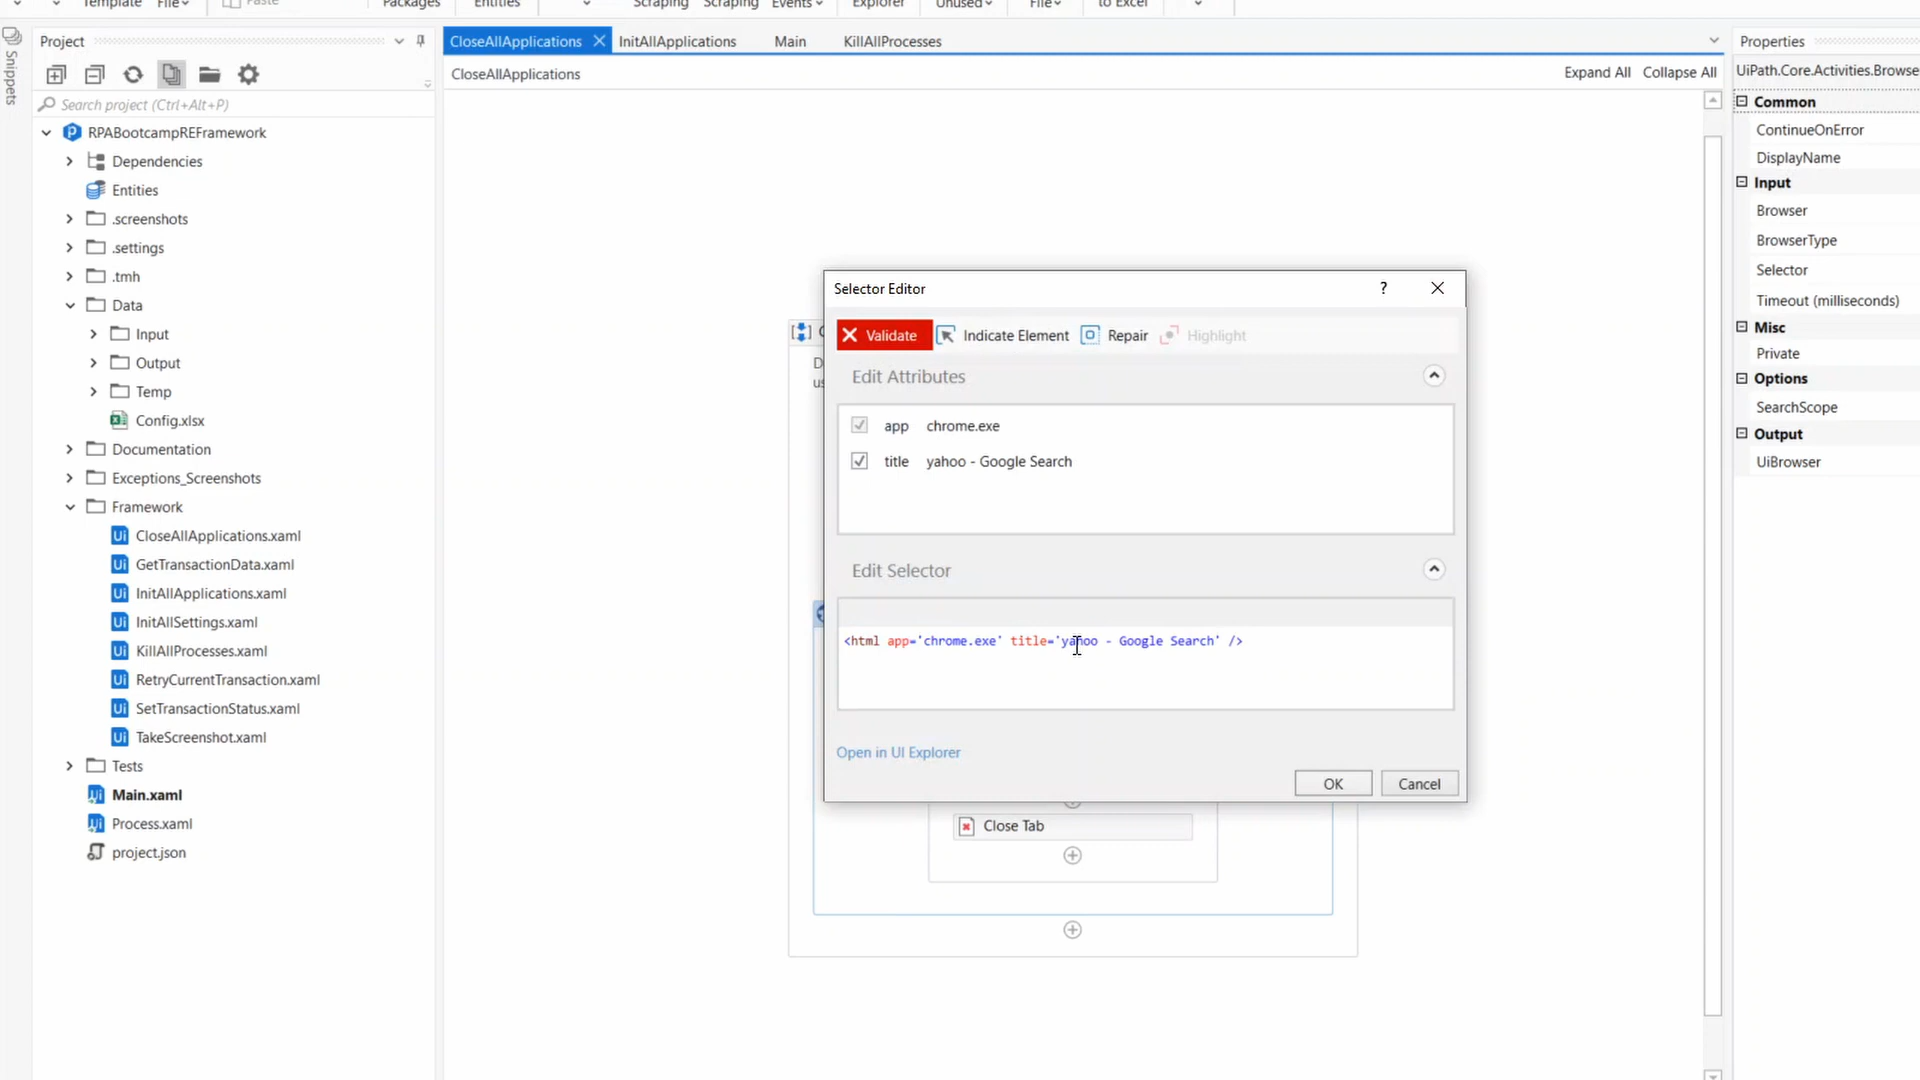 Template File Paste Packages Entities Scraping Scraping Events Explorer Unused File to Excel
Snippets
Project
CloseAllApplications InitAllApplications Main KillAllProcesses
Properties
CloseAllApplications
Expand All Collapse All
UiPath.Core.Activities.Browse
Search project (Ctrl+Alt+P)
RPABootcampREFramework
Dependencies
Entities
.screenshots
.settings
.tmh
Data
Input
Output
Temp
Config.xlsx
Documentation
Exceptions_Screenshots
Framework
CloseAllApplications.xaml
GetTransactionData.xaml
InitAllApplications.xaml
InitAllSettings.xaml
KillAllProcesses.xaml
RetryCurrentTransaction.xaml
SetTransactionStatus.xaml
TakeScreenshot.xaml
Tests
Main.xaml
Process.xaml
project.json
Selector Editor
?
Validate Indicate Element Repair Highlight
Edit Attributes
app chrome.exe
title yahoo - Google Search
Edit Selector
<html app='chrome.exe' title='yahoo - Google Search' />
Open in UI Explorer
OK Cancel
Close Tab
Common
ContinueOnError
DisplayName
Input
Browser
BrowserType
Selector
Timeout (milliseconds)
Misc
Private
Options
SearchScope
Output
UiBrowser